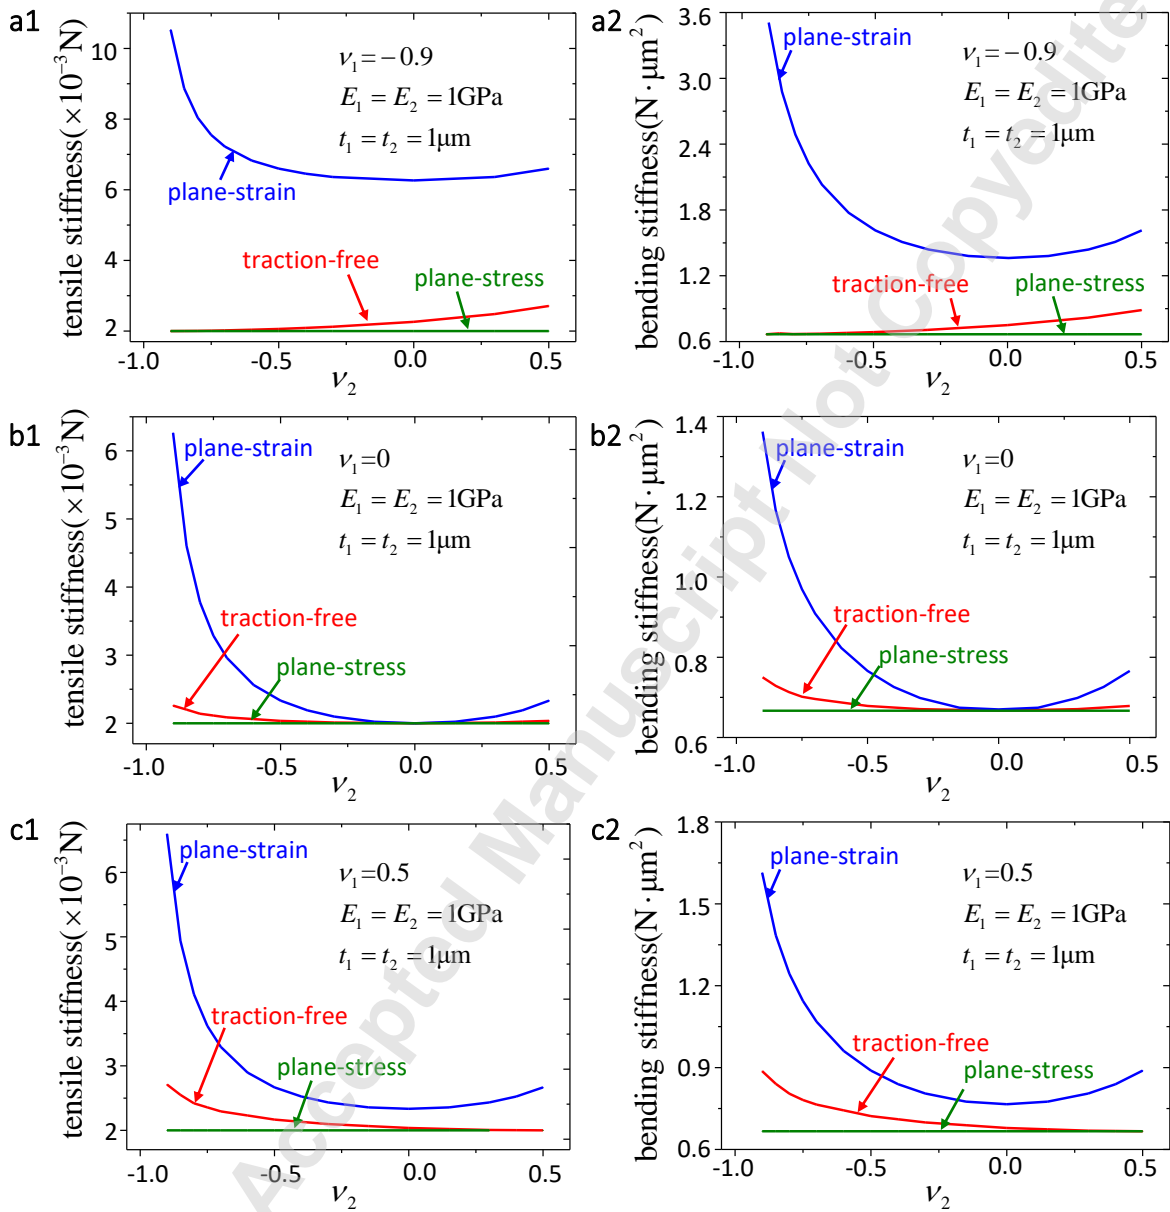 a1
tensile stiffness(×10⁻³N)
10
8
6
4
2
-1.0
-0.5
0.0
0.5
ν₂
ν₁=−0.9
E₁ = E₂ = 1GPa
t₁ = t₂ = 1μm
plane-strain
traction-free
plane-stress
a2
bending stiffness(N·μm²)
3.6
3.0
2.4
1.8
1.2
0.6
-1.0
-0.5
0.0
0.5
ν₂
plane-strain
ν₁=−0.9
E₁ = E₂ = 1GPa
t₁ = t₂ = 1μm
traction-free
plane-stress
b1
tensile stiffness(×10⁻³N)
6
5
4
3
2
-1.0
-0.5
0.0
0.5
ν₂
plane-strain
ν₁=0
E₁ = E₂ = 1GPa
t₁ = t₂ = 1μm
traction-free
plane-stress
b2
bending stiffness(N·μm²)
1.4
1.2
1.0
0.8
0.6
-1.0
-0.5
0.0
0.5
ν₂
plane-strain
ν₁=0
E₁ = E₂ = 1GPa
t₁ = t₂ = 1μm
traction-free
plane-stress
c1
tensile stiffness(×10⁻³N)
6
5
4
3
2
-1.0
-0.5
0.0
0.5
ν₂
plane-strain
ν₁=0.5
E₁ = E₂ = 1GPa
t₁ = t₂ = 1μm
traction-free
plane-stress
c2
bending stiffness(N·μm²)
1.8
1.5
1.2
0.9
0.6
-1.0
-0.5
0.0
0.5
ν₂
plane-strain
ν₁=0.5
E₁ = E₂ = 1GPa
t₁ = t₂ = 1μm
traction-free
plane-stress
Accepted Manuscript Not Copyedite